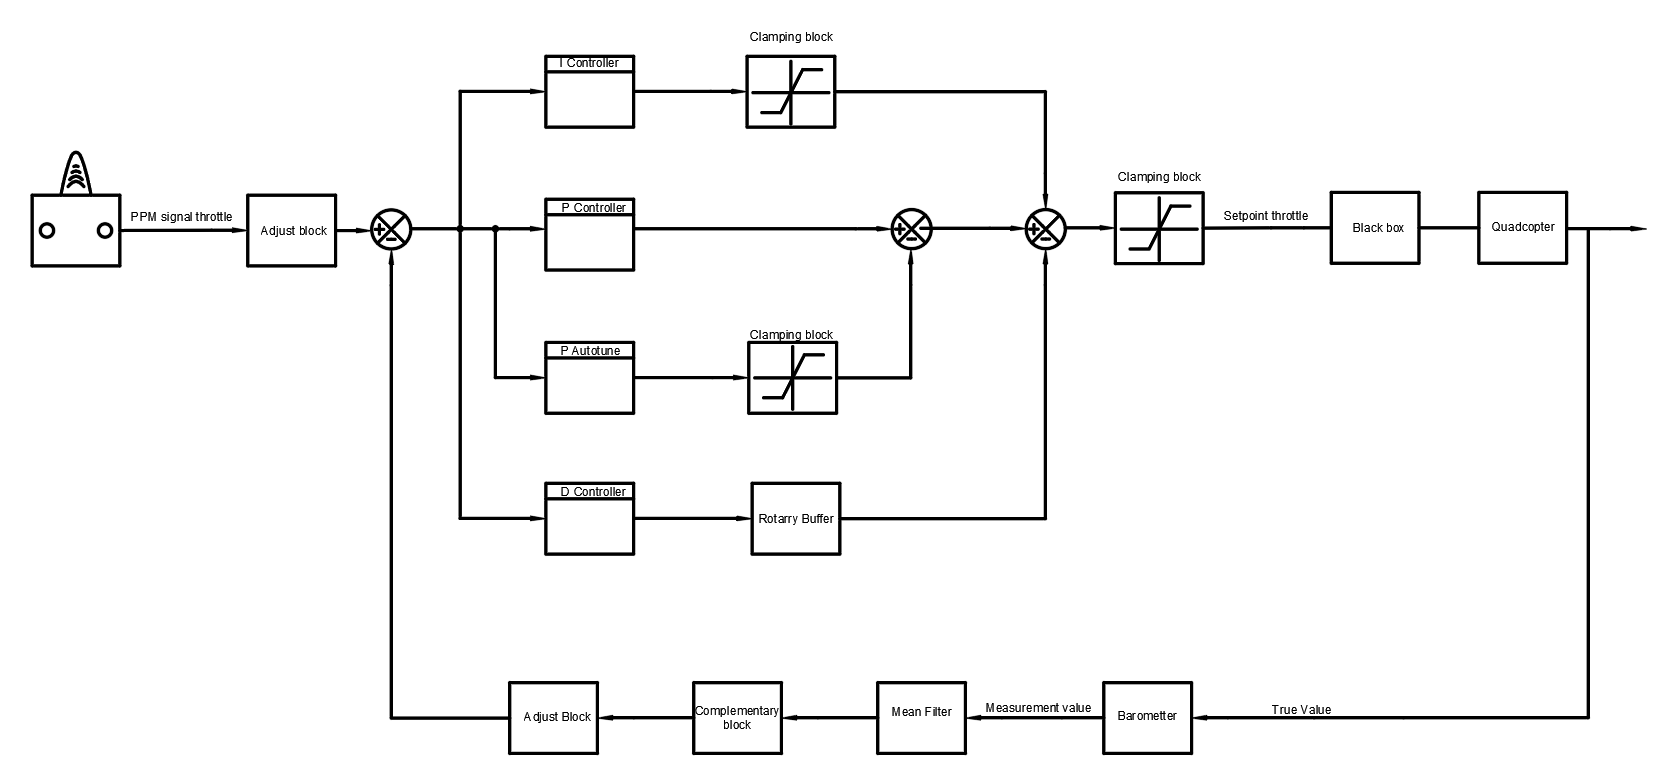 Clamping block
I Controller
Clamping block
PPM signal throttle
P Controller
Setpoint throttle
Adjust block
Black box
Quadcopter
Clamping block
P Autotune
D Controller
Rotarry Buffer
Adjust Block
Complementary
block
Mean Filter
Measurement value
Barometter
True Value